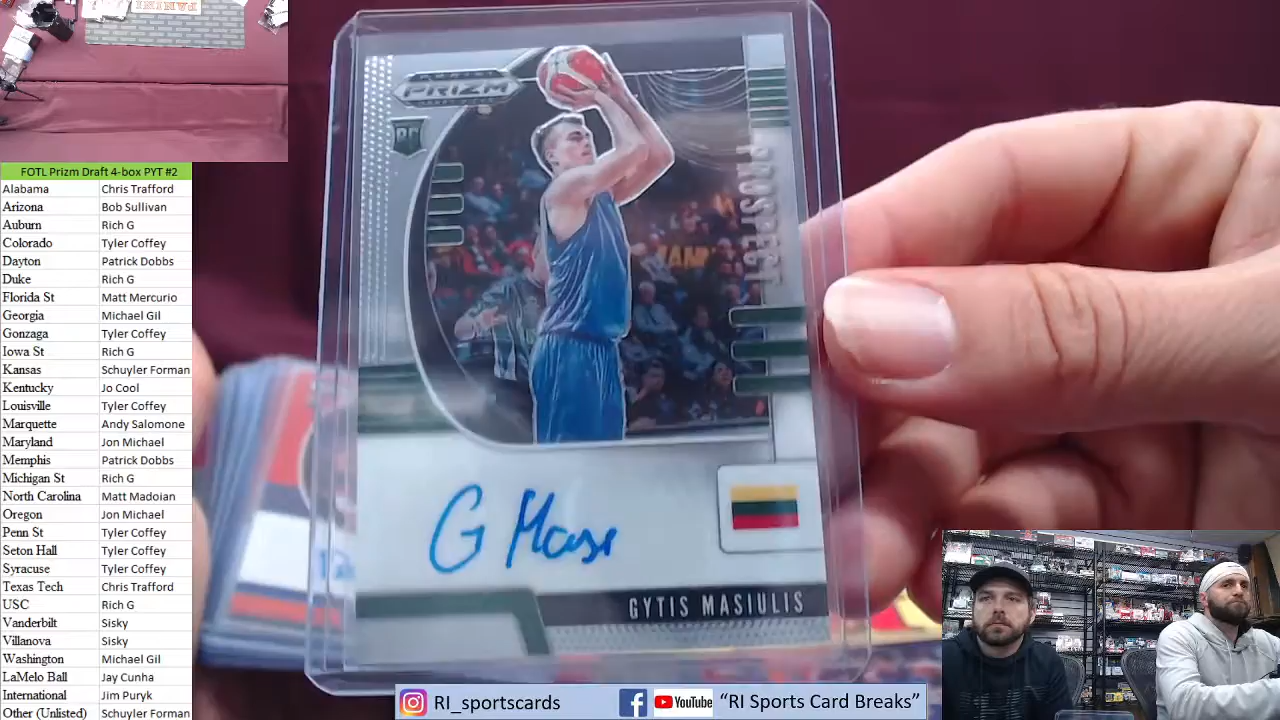 PANINI
FOTL Prizm Draft 4-box PYT #2
Alabama Chris Trafford
Arizona Bob Sullivan
Auburn Rich G
Colorado Tyler Coffey
Dayton Patrick Dobbs
Duke Rich G
Florida St Matt Mercurio
Georgia Michael Gil
Gonzaga Tyler Coffey
Iowa St Rich G
Kansas Schuyler Forman
Kentucky Jo Cool
Louisville Tyler Coffey
Marquette Andy Salomone
Maryland Jon Michael
Memphis Patrick Dobbs
Michigan St Rich G
North Carolina Matt Madoian
Oregon Jon Michael
Penn St Tyler Coffey
Seton Hall Tyler Coffey
Syracuse Tyler Coffey
Texas Tech Chris Trafford
USC Rich G
Vanderbilt Sisky
Villanova Sisky
Washington Michael Gil
LaMelo Ball Jay Cunha
International Jim Puryk
Other (Unlisted) Schuyler Forman
PRIZM
RC
PROSPECT
G Mase
GYTIS MASIULIS
RI_sportscards
YouTube
“RI Sports Card Breaks”